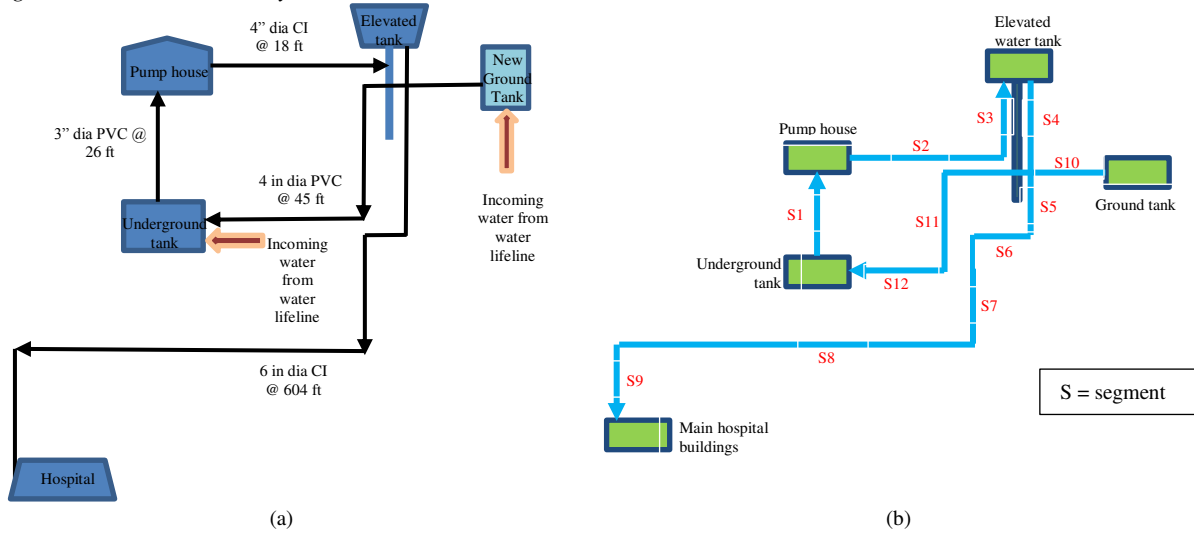 4” dia CI
@ 18 ft
Elevated
tank
Pump house
New
Ground
Tank
3” dia PVC @
26 ft
4 in dia PVC
@ 45 ft
Underground
tank
Incoming
water from
water
lifeline
Incoming
water
from
water
lifeline
6 in dia CI
@ 604 ft
Hospital
(a)
Elevated
water tank
S3
S4
Pump house
S2
S10
S1
S11
S5
Ground tank
S6
Underground
tank
S12
S7
S8
S9
S = segment
Main hospital
buildings
(b)